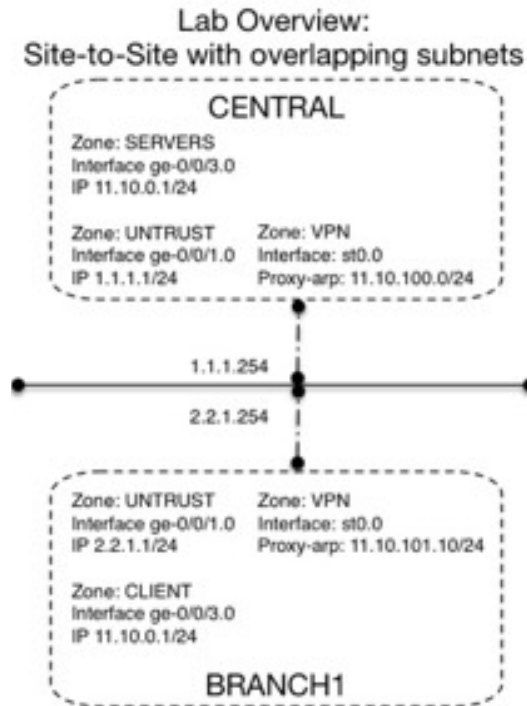 Lab Overview:
Site-to-Site with overlapping subnets
CENTRAL
Zone: SERVERS
Interface ge-0/0/3.0
IP 11.10.0.1/24
Zone: UNTRUST
Interface ge-0/0/1.0
IP 1.1.1.1/24
Zone: VPN
Interface: st0.0
Proxy-arp: 11.10.100.0/24
1.1.1.254
2.2.1.254
Zone: UNTRUST
Interface ge-0/0/1.0
IP 2.2.1.1/24
Zone: VPN
Interface: st0.0
Proxy-arp: 11.10.101.10/24
Zone: CLIENT
Interface ge-0/0/3.0
IP 11.10.0.1/24
BRANCH1